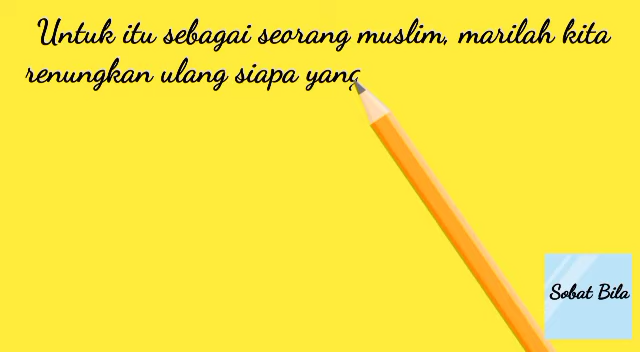 Untuk itu sebagai seorang muslim, marilah kita
renungkan ulang siapa yang
Sobat Bila